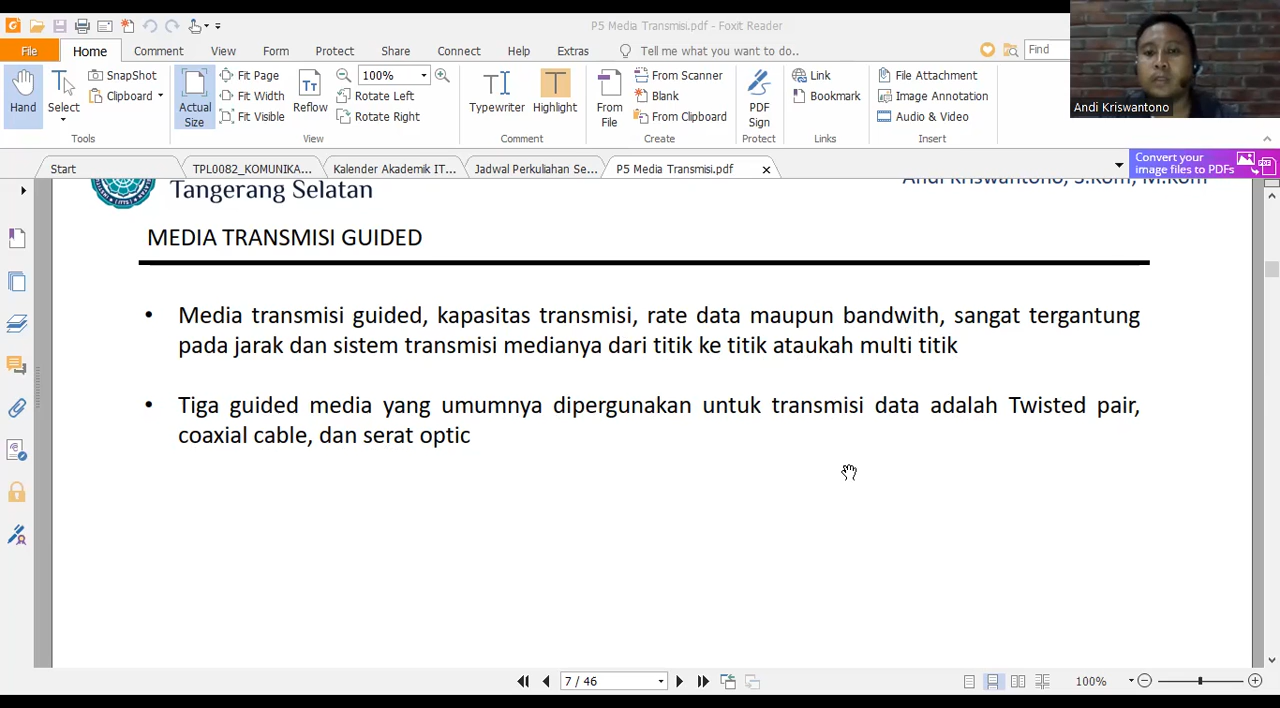 P5 Media Transmisi.pdf - Foxit Reader
File Home Comment View Form Protect Share Connect Help Extras Tell me what you want to do.. Find
Hand
Select
SnapShot
Clipboard
Tools
Actual
Size
Fit Page
Fit Width
Fit Visible
Reflow
100%
Rotate Left
Rotate Right
View
Typewriter
Highlight
Comment
From
File
From Scanner
Blank
From Clipboard
Create
PDF
Sign
Protect
Link
Bookmark
Links
File Attachment
Image Annotation
Audio & Video
Insert
Andi Kriswantono
Start TPL0082_KOMUNIKA... Kalender Akademik IT... Jadwal Perkuliahan Se... P5 Media Transmisi.pdf
Convert your
image files to PDFs
Tangerang Selatan
Andi Kriswantono, S.Kom, M.Kom
MEDIA TRANSMISI GUIDED
• Media transmisi guided, kapasitas transmisi, rate data maupun bandwith, sangat tergantung
pada jarak dan sistem transmisi medianya dari titik ke titik ataukah multi titik
• Tiga guided media yang umumnya dipergunakan untuk transmisi data adalah Twisted pair,
coaxial cable, dan serat optic
7 / 46
100%